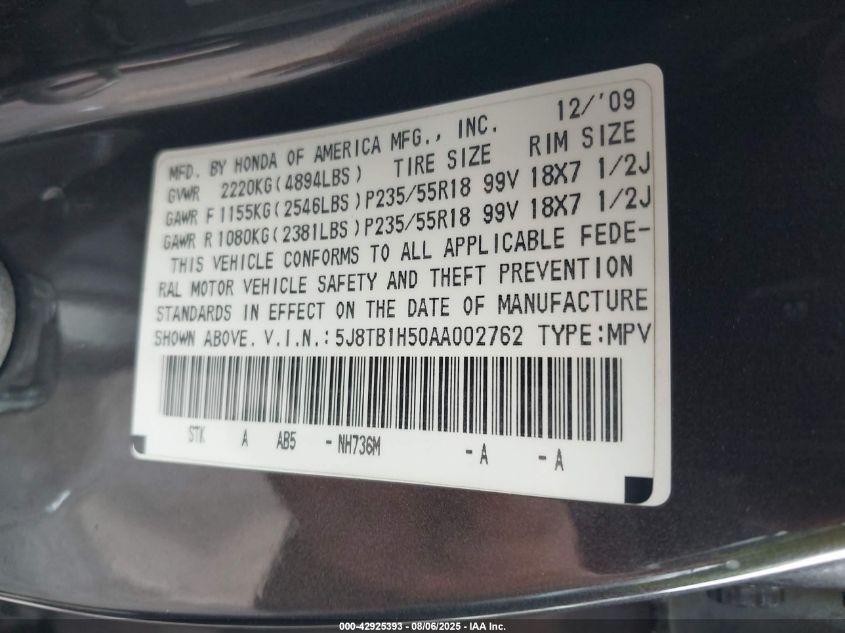 MFD. BY HONDA OF AMERICA MFG., INC. 12/'09
GVWR 2220KG(4894LBS) TIRE SIZE RIM SIZE
GAWR F 1155KG(2546LBS)P235/55R18 99V 18X7 1/2J
GAWR R 1080KG(2381LBS)P235/55R18 99V 18X7 1/2J
THIS VEHICLE CONFORMS TO ALL APPLICABLE FEDE-
RAL MOTOR VEHICLE SAFETY AND THEFT PREVENTION
STANDARDS IN EFFECT ON THE DATE OF MANUFACTURE
SHOWN ABOVE. V.I.N.:5J8TB1H50AA002762 TYPE:MPV
STK A AB5 -NH736M -A -A
000-42925393 - 08/06/2025 - IAA Inc.